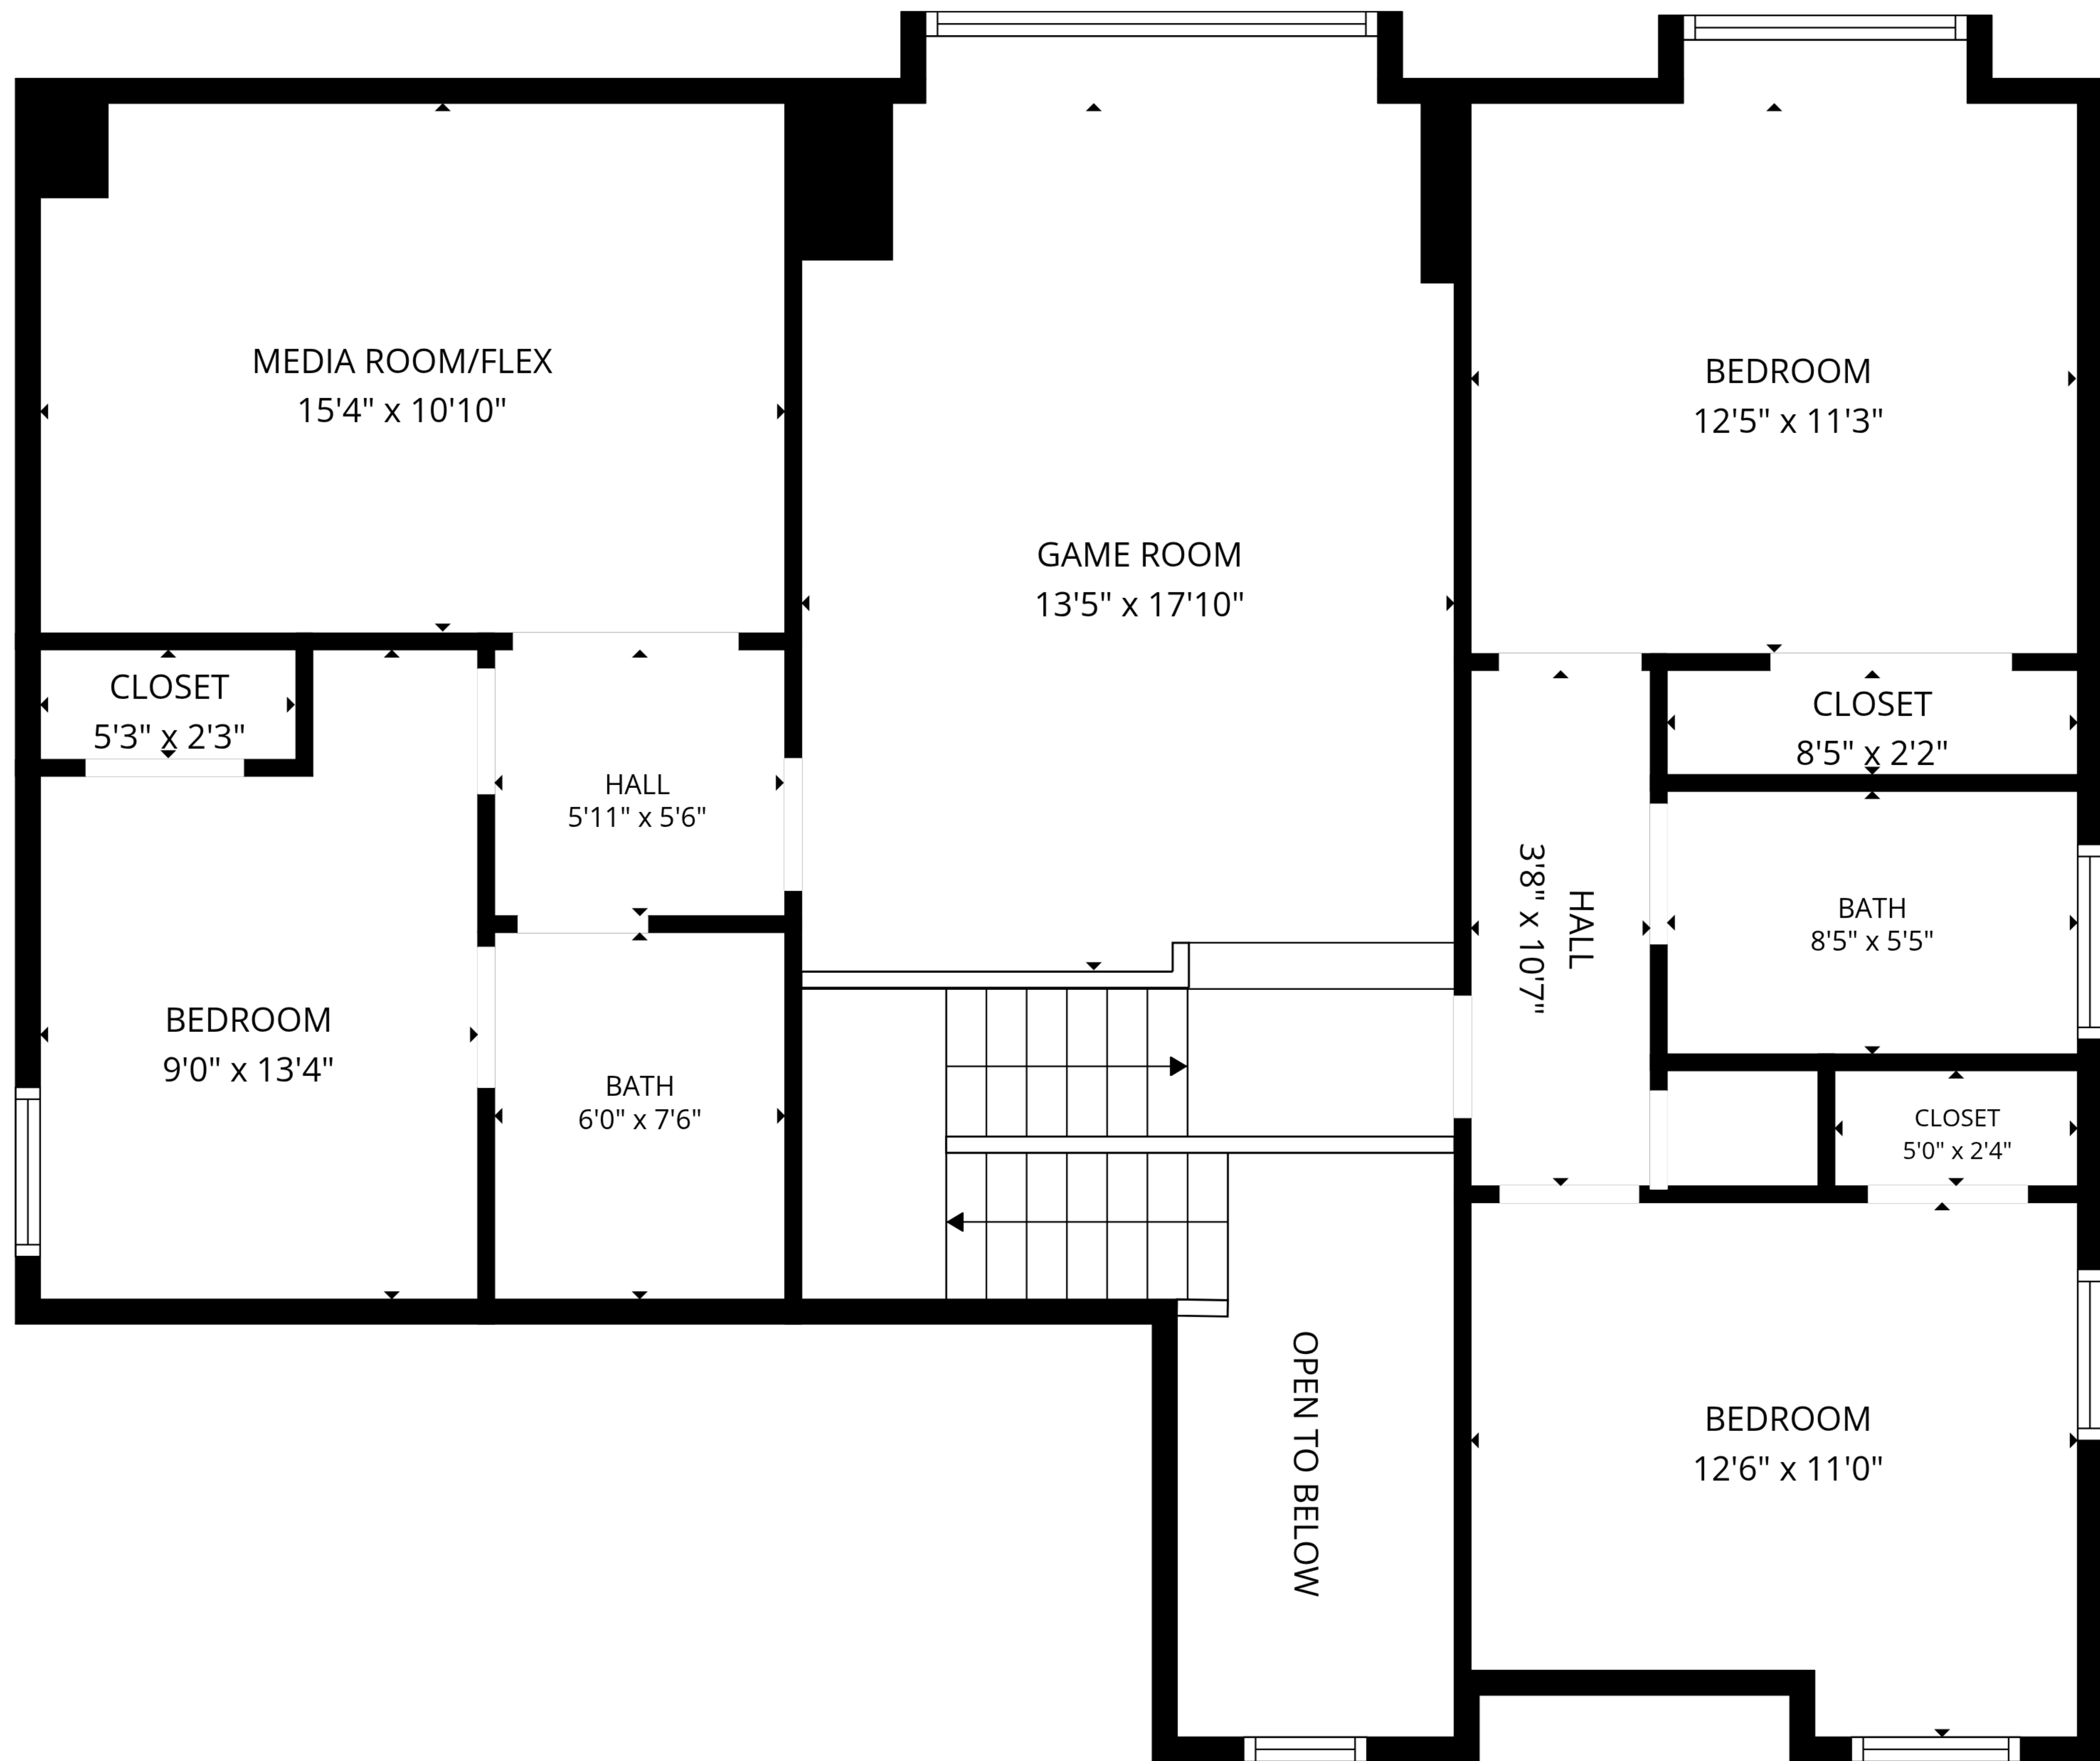 MEDIA ROOM/FLEX
15'4" x 10'10"
GAME ROOM
13'5" x 17'10"
BEDROOM
12'5" x 11'3"
CLOSET
5'3" x 2'3"
HALL
5'11" x 5'6"
CLOSET
8'5" x 2'2"
HALL
3'8" x 10'7"
BATH
8'5" x 5'5"
BEDROOM
9'0" x 13'4"
BATH
6'0" x 7'6"
CLOSET
5'0" x 2'4"
OPEN TO BELOW
BEDROOM
12'6" x 11'0"